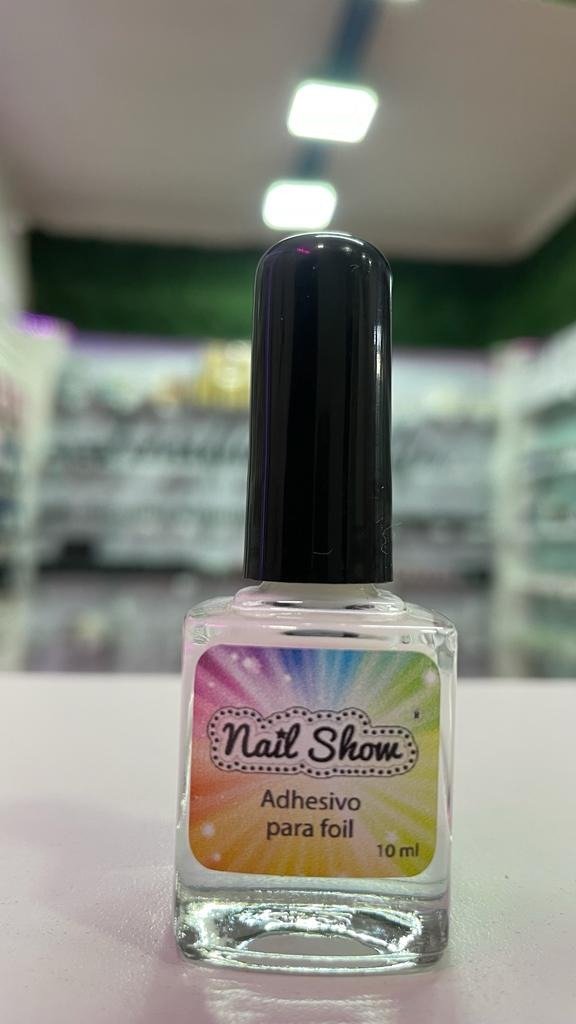 Nail Show
®
Adhesivo
para foil
10 ml